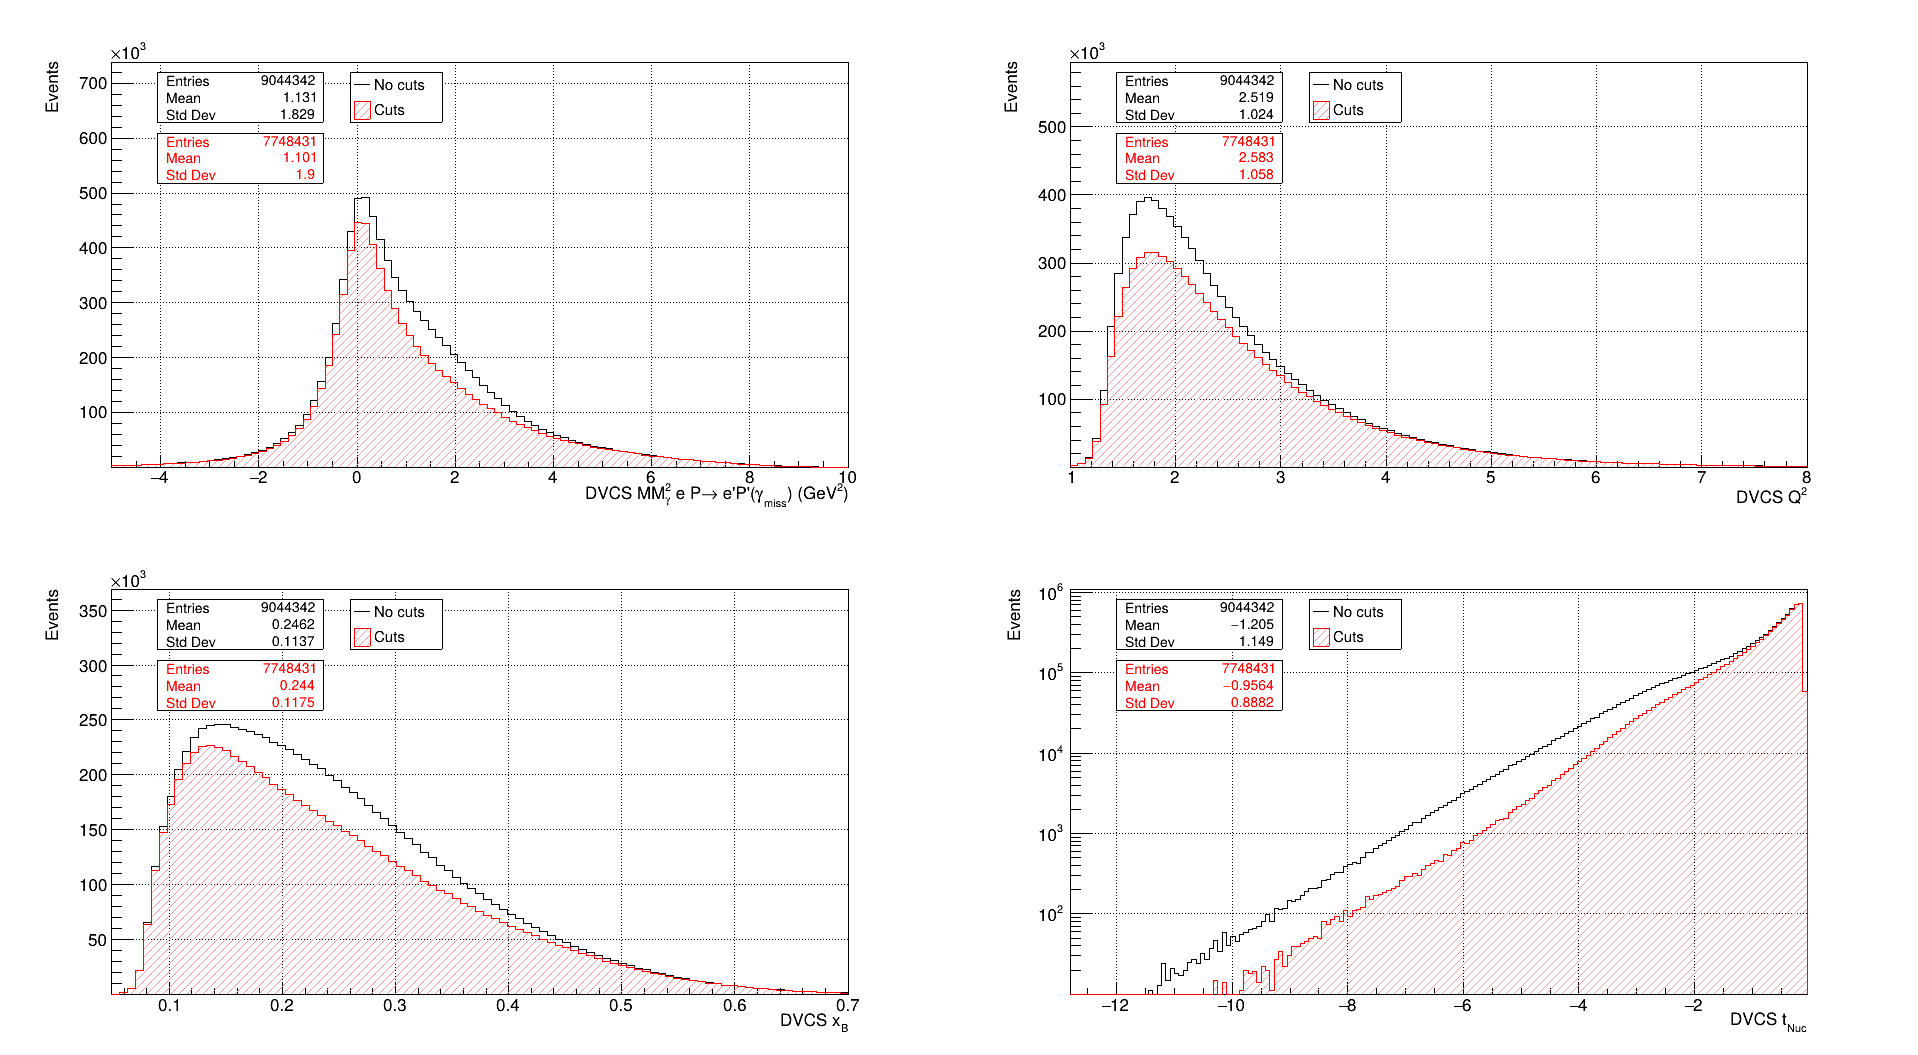 ×10³
Events
700
600
500
400
300
200
100
Entries 9044342
Mean 1.131
Std Dev 1.829
Entries 7748431
Mean 1.101
Std Dev 1.9
No cuts
Cuts
−4 −2 0 2 4 6 8 10
DVCS MM²γ e P→ e'P'(γmiss) (GeV²)
×10³
Events
500
400
300
200
100
Entries 9044342
Mean 2.519
Std Dev 1.024
Entries 7748431
Mean 2.583
Std Dev 1.058
No cuts
Cuts
1 2 3 4 5 6 7 8
DVCS Q²
×10³
Events
350
300
250
200
150
100
50
Entries 9044342
Mean 0.2462
Std Dev 0.1137
Entries 7748431
Mean 0.244
Std Dev 0.1175
No cuts
Cuts
0.1 0.2 0.3 0.4 0.5 0.6 0.7
DVCS xB
Events
10⁶
10⁵
10⁴
10³
10²
Entries 9044342
Mean −1.205
Std Dev 1.149
Entries 7748431
Mean −0.9564
Std Dev 0.8882
No cuts
Cuts
−12 −10 −8 −6 −4 −2
DVCS tNuc